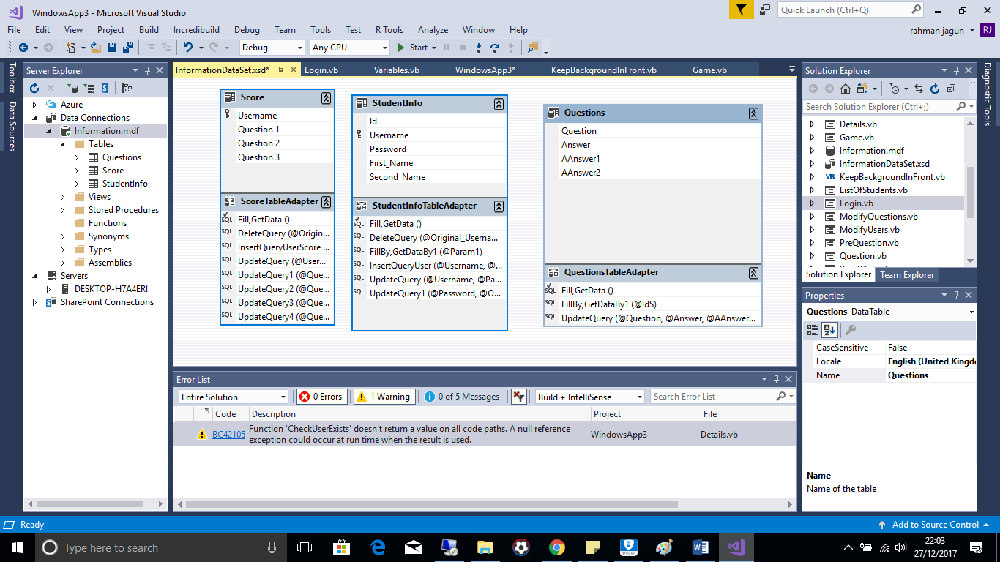 WindowsApp3 - Microsoft Visual Studio
Quick Launch (Ctrl+Q)
File Edit View Project Build Incredibuild Debug Team Tools Test R Tools Analyze Window Help
rahman jagun RJ
Debug Any CPU Start
Toolbox
Data Sources
Server Explorer
Azure
Data Connections
Information.mdf
Tables
Questions
Score
StudentInfo
Views
Stored Procedures
Functions
Synonyms
Types
Assemblies
Servers
DESKTOP-H7A4ERI
SharePoint Connections
InformationDataSet.xsd* Login.vb Variables.vb WindowsApp3* KeepBackgroundInFront.vb Game.vb
Score
Username
Question 1
Question 2
Question 3
ScoreTableAdapter
SQL Fill,GetData ()
SQL DeleteQuery (@Origin...
SQL InsertQueryUserScore ...
SQL UpdateQuery (@User...
SQL UpdateQuery1 (@Que...
SQL UpdateQuery2 (@Que...
SQL UpdateQuery3 (@Que...
SQL UpdateQuery4 (@Que...
StudentInfo
Id
Username
Password
First_Name
Second_Name
StudentInfoTableAdapter
SQL Fill,GetData ()
SQL DeleteQuery (@Original_Userna...
SQL FillBy,GetDataBy1 (@Param1)
SQL InsertQueryUser (@Username, @...
SQL UpdateQuery (@Username, @Pa...
SQL UpdateQuery1 (@Password, @O...
Questions
Question
Answer
AAnswer1
AAnswer2
QuestionsTableAdapter
SQL Fill,GetData ()
SQL FillBy,GetDataBy1 (@IdS)
SQL UpdateQuery (@Question, @Answer, @AAnswer...
Error List
Entire Solution 0 Errors 1 Warning 0 of 5 Messages Build + IntelliSense Search Error List
Code Description Project File
BC42105 Function 'CheckUserExists' doesn't return a value on all code paths. A null reference
exception could occur at run time when the result is used. WindowsApp3 Details.vb
Solution Explorer
Search Solution Explorer (Ctrl+;)
Details.vb
Game.vb
Information.mdf
InformationDataSet.xsd
VB KeepBackgroundInFront.vb
ListOfStudents.vb
Login.vb
ModifyQuestions.vb
ModifyUsers.vb
PreQuestion.vb
Question.vb
Solution Explorer Team Explorer
Properties
Questions DataTable
CaseSensitive False
Locale English (United Kingd
Name Questions
Name
Name of the table
Diagnostic Tools
Ready
Add to Source Control
Type here to search
22:03
27/12/2017